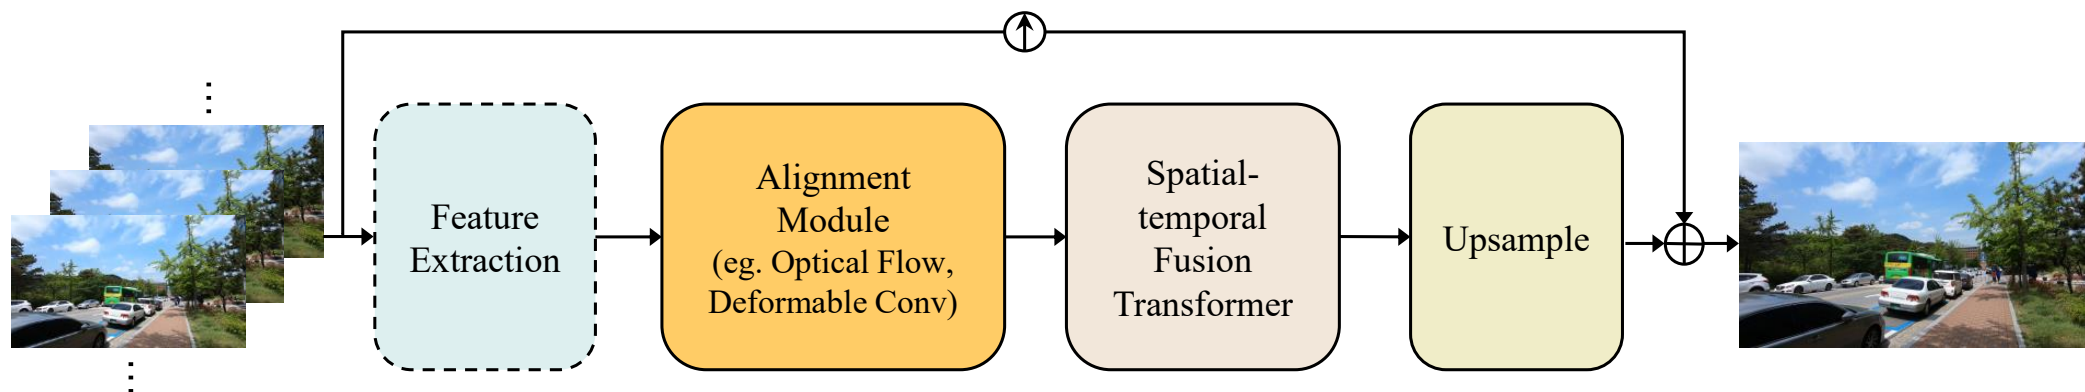 Feature
Extraction
Alignment
Module
(eg. Optical Flow,
Deformable Conv)
Spatial-
temporal
Fusion
Transformer
Upsample